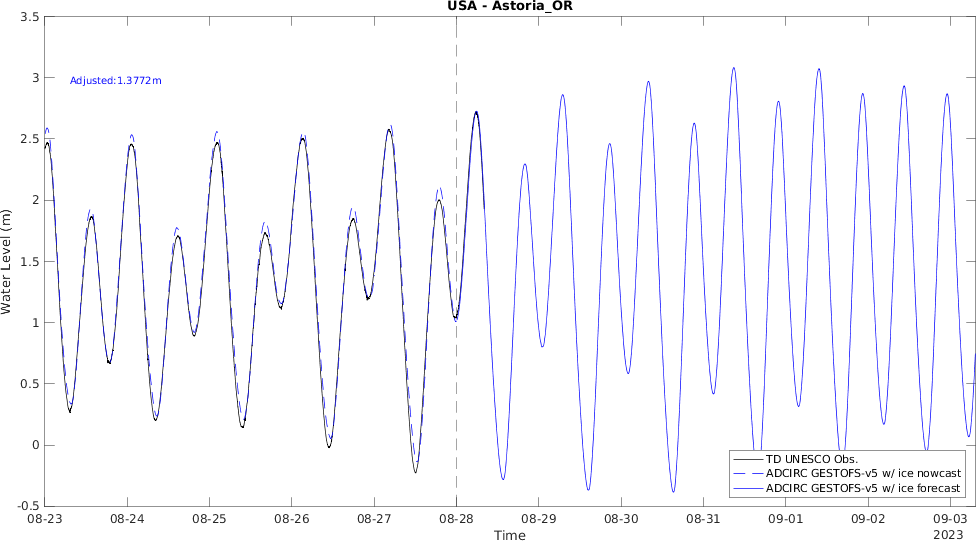 USA - Astoria_OR
3.5
3
2.5
2
1.5
1
0.5
0
-0.5
Water Level (m)
Adjusted:1.3772m
TD UNESCO Obs.
ADCIRC GESTOFS-v5 w/ ice nowcast
ADCIRC GESTOFS-v5 w/ ice forecast
08-23 08-24 08-25 08-26 08-27 08-28 08-29 08-30 08-31 09-01 09-02 09-03
Time
2023